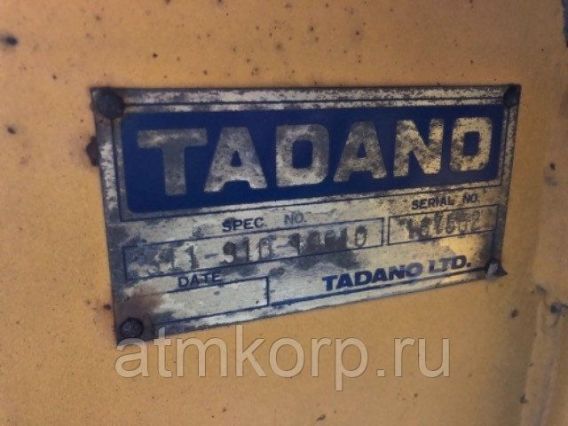 TADANO
SPEC. NO. SERIAL NO.
DATE
TADANO LTD.
atmkorp.ru